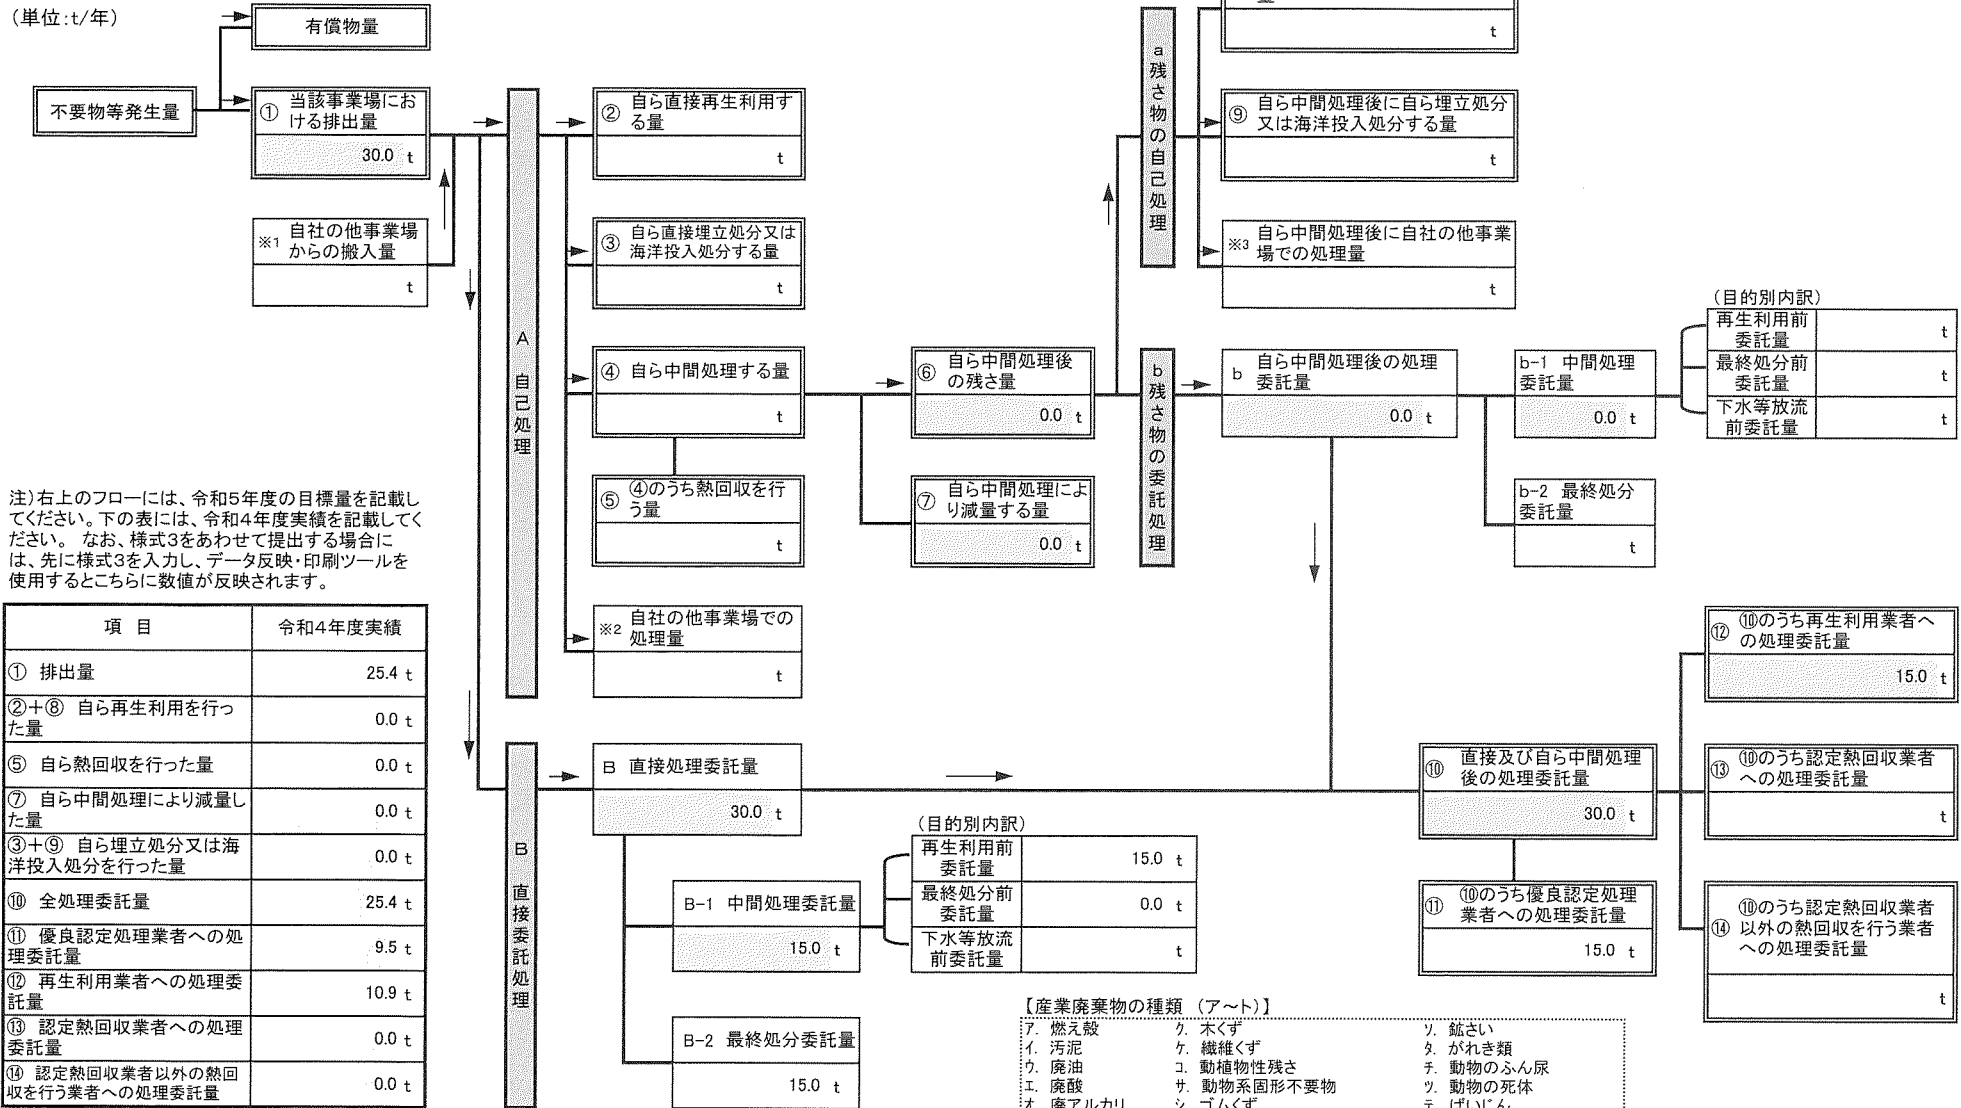 (単位:t/年)
有償物量
不要物等発生量
① 当該事業場にお
ける排出量
30.0 t
※1 自社の他事業場
からの搬入量
t
A 自己処理
② 自ら直接再生利用す
る量
t
③ 自ら直接埋立処分又は
海洋投入処分する量
t
④ 自ら中間処理する量
t
⑤ ④のうち熱回収を行
う量
t
※2 自社の他事業場での
処理量
t
⑥ 自ら中間処理後
の残さ量
0.0 t
⑦ 自ら中間処理によ
り減量する量
0.0 t
a 残さ物の自己処理
t
⑨ 自ら中間処理後に自ら埋立処分
又は海洋投入処分する量
t
※3 自ら中間処理後に自社の他事業
場での処理量
t
b 残さ物の委託処理
b 自ら中間処理後の処理
委託量
0.0 t
b-1 中間処理
委託量
0.0 t
(目的別内訳)
再生利用前
委託量
t
最終処分前
委託量
t
下水等放流
前委託量
t
b-2 最終処分
委託量
t
注)右上のフローには、令和5年度の目標量を記載し
てください。下の表には、令和4年度実績を記載してく
ださい。 なお、様式3をあわせて提出する場合に
は、先に様式3を入力し、データ反映・印刷ツールを
使用するとこちらに数値が反映されます。
項 目 令和4年度実績
① 排出量 25.4 t
②+⑧ 自ら再生利用を行っ
た量 0.0 t
⑤ 自ら熱回収を行った量 0.0 t
⑦ 自ら中間処理により減量し
た量 0.0 t
③+⑨ 自ら埋立処分又は海
洋投入処分を行った量 0.0 t
⑩ 全処理委託量 25.4 t
⑪ 優良認定処理業者への処
理委託量 9.5 t
⑫ 再生利用業者への処理委
託量 10.9 t
⑬ 認定熱回収業者への処理
委託量 0.0 t
⑭ 認定熱回収業者以外の熱回
収を行う業者への処理委託量 0.0 t
B 直接委託処理
B 直接処理委託量
30.0 t
B-1 中間処理委託量
15.0 t
(目的別内訳)
再生利用前
委託量
15.0 t
最終処分前
委託量
0.0 t
下水等放流
前委託量
t
B-2 最終処分委託量
15.0 t
⑩ 直接及び自ら中間処理
後の処理委託量
30.0 t
⑪ ⑩のうち優良認定処理
業者への処理委託量
15.0 t
⑫ ⑩のうち再生利用業者へ
の処理委託量
15.0 t
⑬ ⑩のうち認定熱回収業者
への処理委託量
t
⑭ ⑩のうち認定熱回収業者
以外の熱回収を行う業者
への処理委託量
t
【産業廃棄物の種類 (ア~ト)】
ア. 燃え殻 ク. 木くず ソ. 鉱さい
イ. 汚泥 ケ. 繊維くず タ. がれき類
ウ. 廃油 コ. 動植物性残さ チ. 動物のふん尿
エ. 廃酸 サ. 動物系固形不要物 ツ. 動物の死体
オ. 廃アルカリ シ. ゴムくず テ. ばいじん